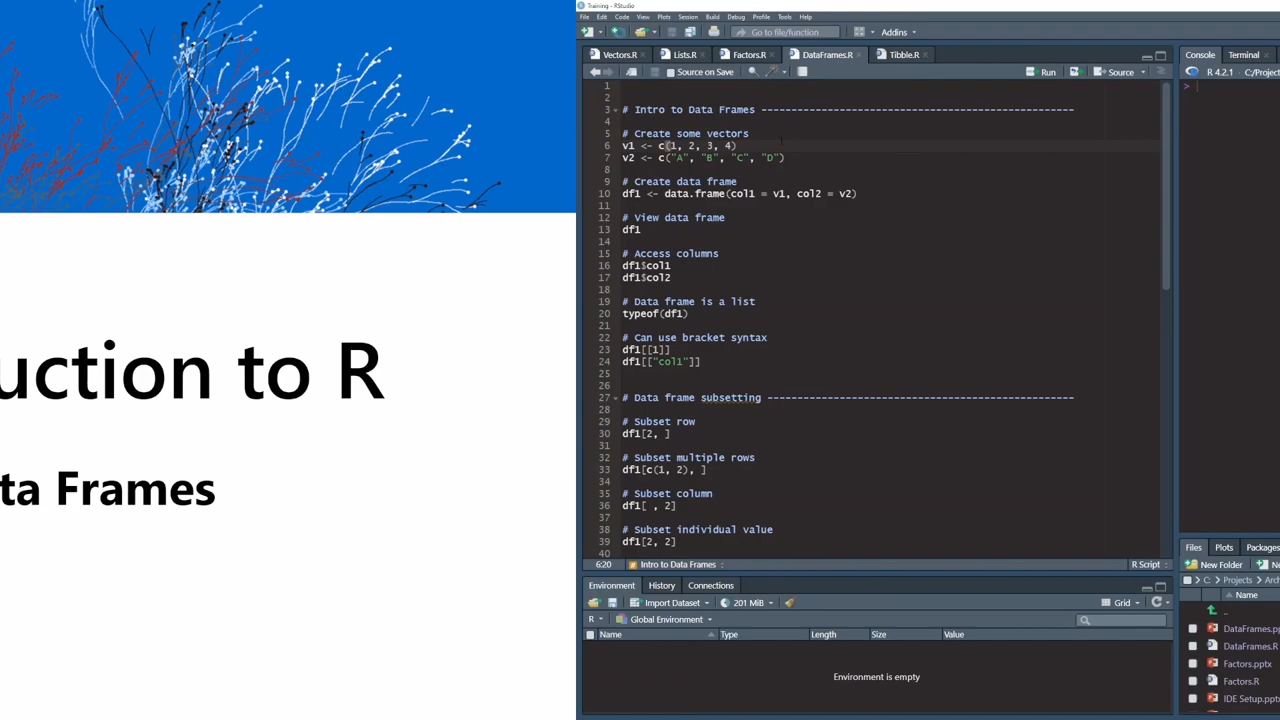 uction to R
ta Frames
Training - RStudio
File Edit Code View Plots Session Build Debug Profile Tools Help
Go to file/function Addins
Vectors.R Lists.R Factors.R DataFrames.R Tibble.R
Source on Save Run Source
1
2
3 # Intro to Data Frames --------------------------------------------------
4
5 # Create some vectors
6 v1 <- c(1, 2, 3, 4)
7 v2 <- c("A", "B", "C", "D")
8
9 # Create data frame
10 df1 <- data.frame(col1 = v1, col2 = v2)
11
12 # View data frame
13 df1
14
15 # Access columns
16 df1$col1
17 df1$col2
18
19 # Data frame is a list
20 typeof(df1)
21
22 # Can use bracket syntax
23 df1[[1]]
24 df1[["col1"]]
25
26
27 # Data frame subsetting -------------------------------------------------
28
29 # Subset row
30 df1[2, ]
31
32 # Subset multiple rows
33 df1[c(1, 2), ]
34
35 # Subset column
36 df1[ , 2]
37
38 # Subset individual value
39 df1[2, 2]
40
6:20 # Intro to Data Frames R Script
Environment History Connections
Import Dataset 201 MiB Grid
R Global Environment
Name Type Length Size Value
Environment is empty
Console Terminal
R 4.2.1 C:/Project
>
Files Plots Packages
New Folder Ne
C: Projects Arch
Name
..
DataFrames.pp
DataFrames.R
Factors.pptx
Factors.R
IDE Setup.pptx